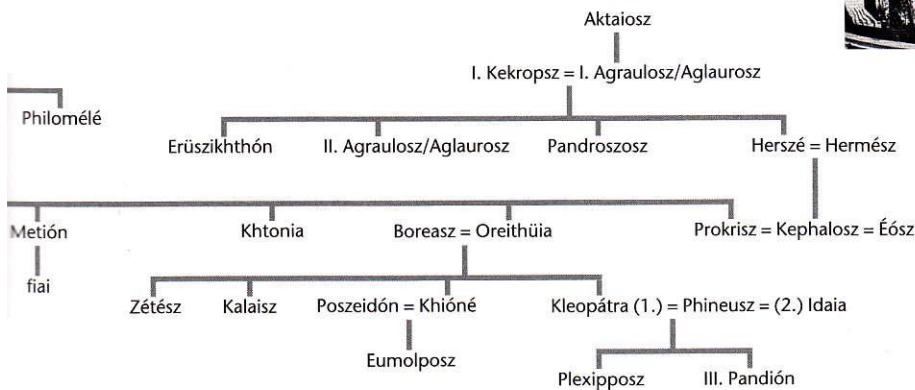 Aktaiosz
I. Kekropsz = I. Agraulosz/Aglaurosz
Philomélé
Erüszikhthón II. Agraulosz/Aglaurosz Pandroszosz Herszé = Hermész
Metión Khtonia Boreasz = Oreithüia Prokrisz = Kephalosz = Éósz
fiai
Zétész Kalaisz Poszeidón = Khióné Kleopátra (1.) = Phineusz = (2.) Idaia
Eumolposz
Plexipposz III. Pandión